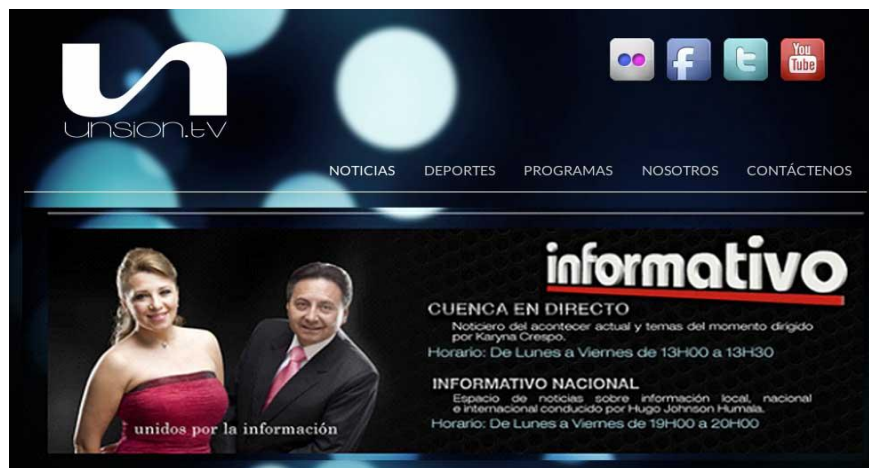 You
Tube
unsion.tv
NOTICIAS DEPORTES PROGRAMAS NOSOTROS CONTÁCTENOS
informativo
CUENCA EN DIRECTO
Noticiero del acontecer actual y temas del momento dirigido
por Karyna Crespo.
Horario: De Lunes a Viernes de 13H00 a 13H30
INFORMATIVO NACIONAL
Espacio de noticias sobre información local, nacional
e internacional conducido por Hugo Johnson Humala.
Horario: De Lunes a Viernes de 19H00 a 20H00
unidos por la información